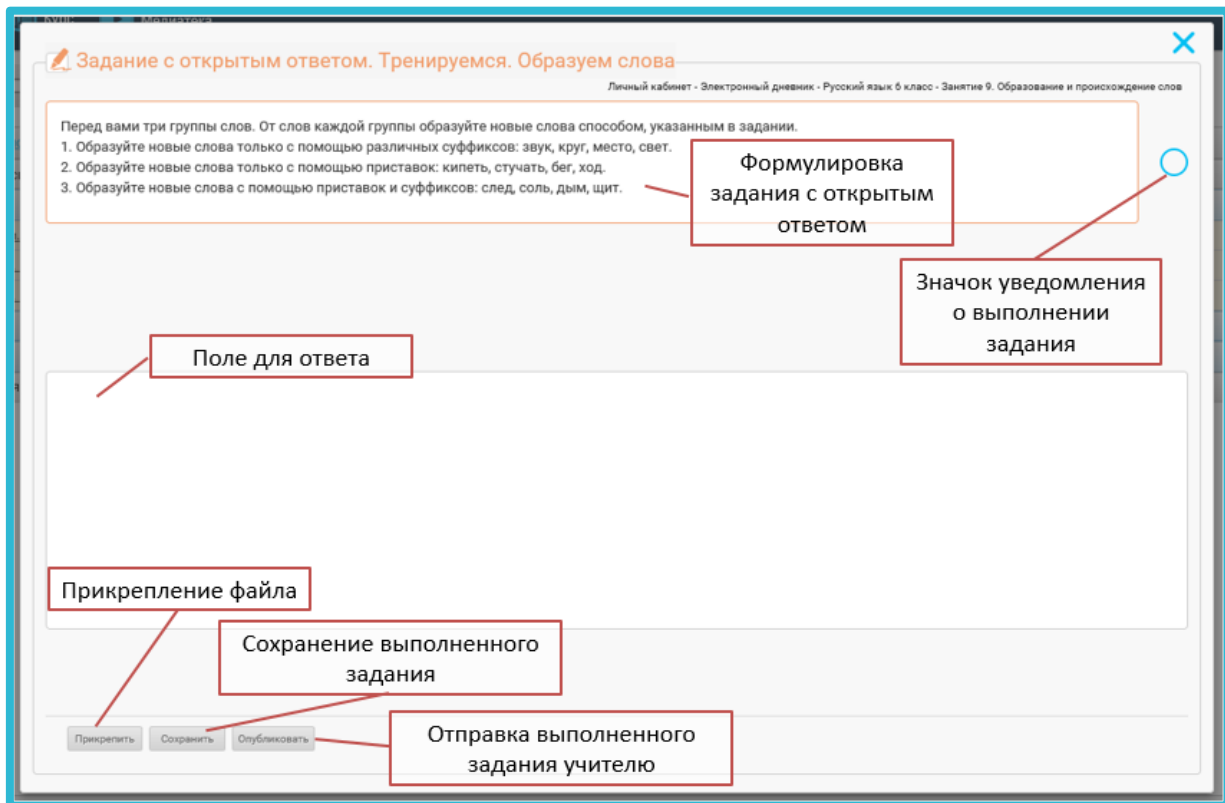 Медиатека
Задание с открытым ответом. Тренируемся. Образуем слова
Личный кабинет - Электронный дневник - Русский язык 6 класс - Занятие 9. Образование и происхождение слов
Перед вами три группы слов. От слов каждой группы образуйте новые слова способом, указанным в задании.
1. Образуйте новые слова только с помощью различных суффиксов: звук, круг, место, свет.
2. Образуйте новые слова только с помощью приставок: кипеть, стучать, бег, ход.
3. Образуйте новые слова с помощью приставок и суффиксов: след, соль, дым, щит.
Формулировка
задания с открытым
ответом
Значок уведомления
о выполнении
задания
Поле для ответа
Прикрепление файла
Сохранение выполненного
задания
Прикрепить Сохранить Опубликовать
Отправка выполненного
задания учителю